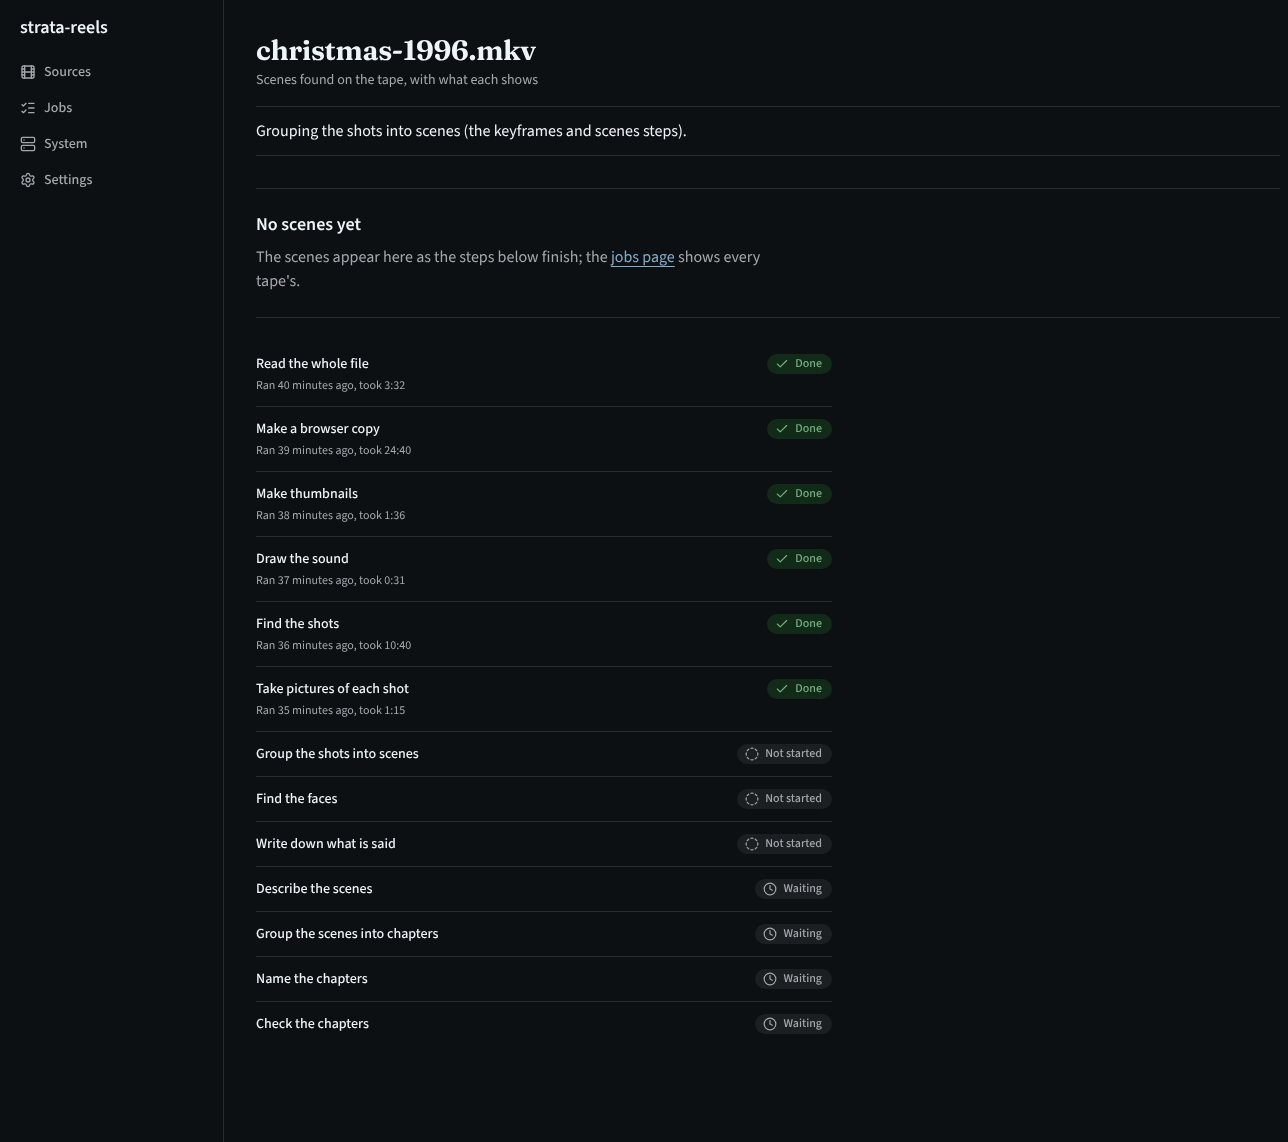 strata-reels
Sources
Jobs
System
Settings
christmas-1996.mkv
Scenes found on the tape, with what each shows
Grouping the shots into scenes (the keyframes and scenes steps).
No scenes yet
The scenes appear here as the steps below finish; the jobs page shows every
tape's.
Read the whole file
Done
Ran 40 minutes ago, took 3:32
Make a browser copy
Done
Ran 39 minutes ago, took 24:40
Make thumbnails
Done
Ran 38 minutes ago, took 1:36
Draw the sound
Done
Ran 37 minutes ago, took 0:31
Find the shots
Done
Ran 36 minutes ago, took 10:40
Take pictures of each shot
Done
Ran 35 minutes ago, took 1:15
Group the shots into scenes
Not started
Find the faces
Not started
Write down what is said
Not started
Describe the scenes
Waiting
Group the scenes into chapters
Waiting
Name the chapters
Waiting
Check the chapters
Waiting